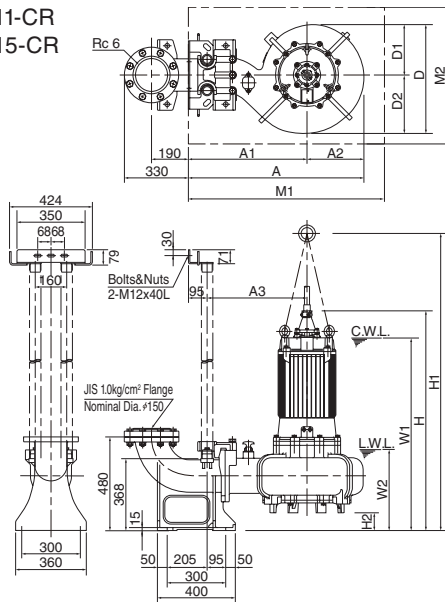 11-CR
15-CR
Rc 6
D1
D
D2
M2
190
A1
A2
330
A
M1
424
350
6868
79
160
30
71
95
A3
Bolts&Nuts
2-M12x40L
C.W.L.
JIS 1.0kg/cm² Flange
Nominal Dia. ø150
L.W.L.
480
368
15
H1
H
W1
W2
H2
300
360
50
205
95
50
300
400